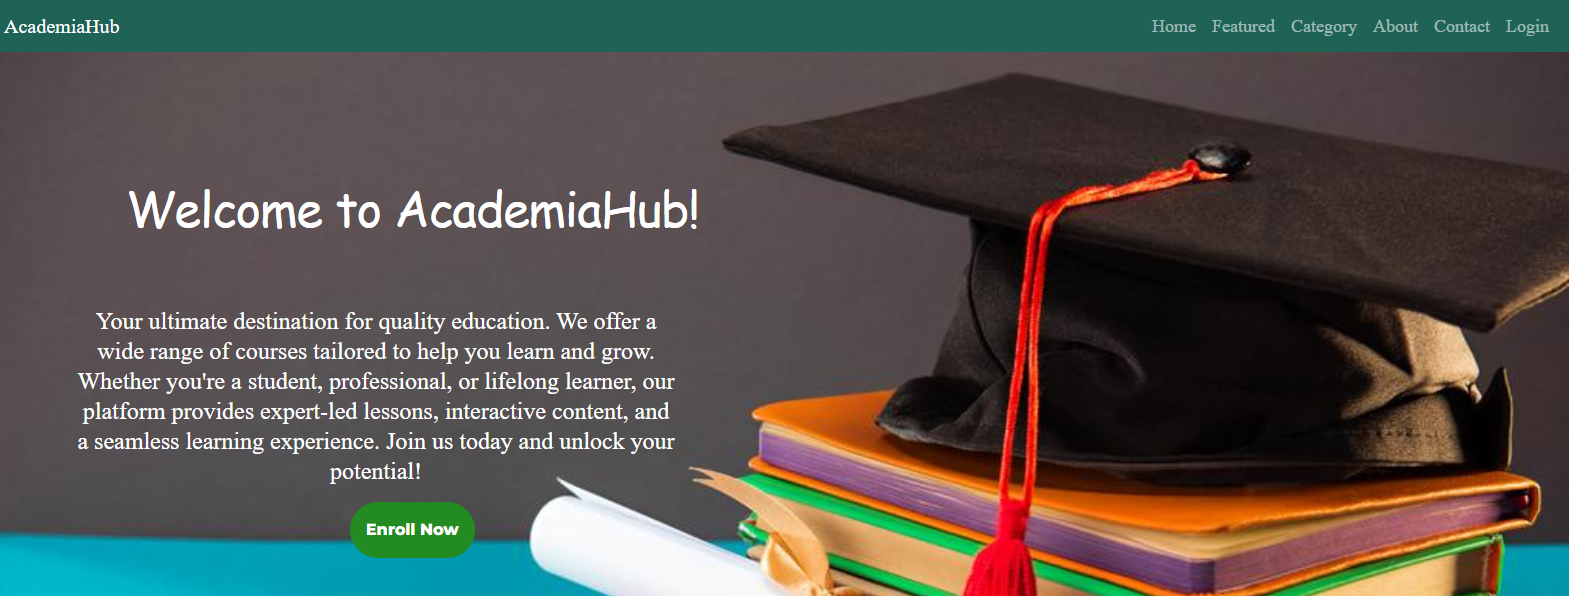 AcademiaHub
Home Featured Category About Contact Login
Welcome to AcademiaHub!
Your ultimate destination for quality education. We offer a
wide range of courses tailored to help you learn and grow.
Whether you're a student, professional, or lifelong learner, our
platform provides expert-led lessons, interactive content, and
a seamless learning experience. Join us today and unlock your
potential!
Enroll Now